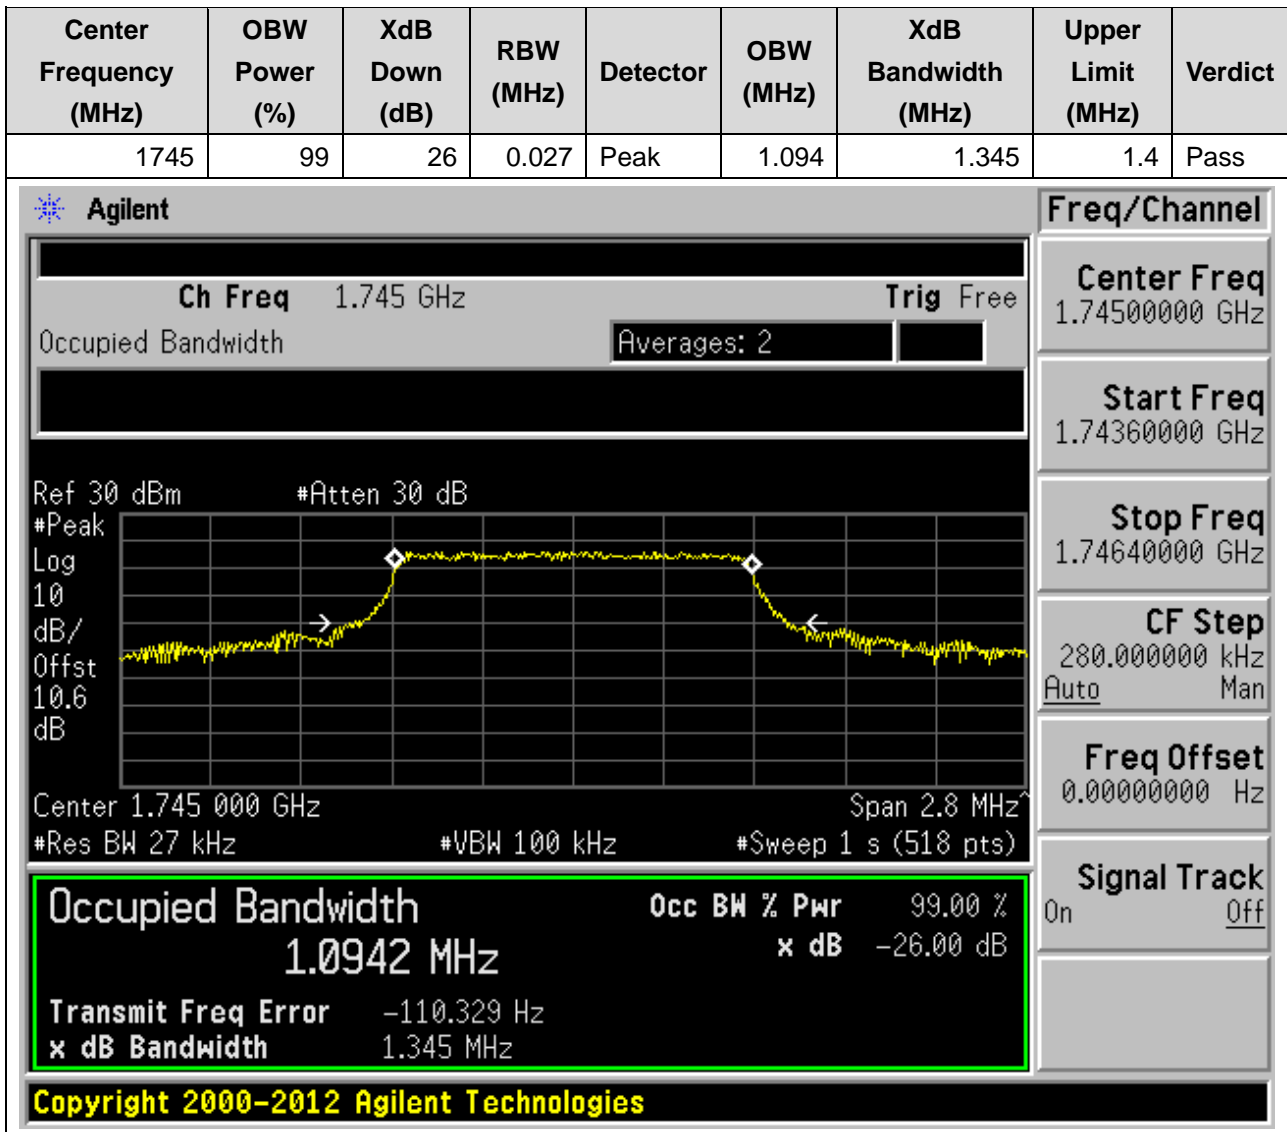 Center Frequency (MHz) OBW Power (%) XdB Down (dB) RBW (MHz) Detector OBW (MHz) XdB Bandwidth (MHz) Upper Limit (MHz) Verdict
1745 99 26 0.027 Peak 1.094 1.345 1.4 Pass
Agilent
Freq/Channel
Ch Freq 1.745 GHz Trig Free
Occupied Bandwidth Averages: 2
Center Freq
1.74500000 GHz
Start Freq
1.74360000 GHz
Stop Freq
1.74640000 GHz
CF Step
280.000000 kHz
Auto Man
Freq Offset
0.00000000 Hz
Signal Track
On Off
Ref 30 dBm #Atten 30 dB
#Peak
Log
10
dB/
Offst
10.6
dB
Center 1.745 000 GHz Span 2.8 MHz^
#Res BW 27 kHz #VBW 100 kHz #Sweep 1 s (518 pts)
Occupied Bandwidth Occ BW % Pwr 99.00 %
1.0942 MHz x dB -26.00 dB
Transmit Freq Error -110.329 Hz
x dB Bandwidth 1.345 MHz
Copyright 2000-2012 Agilent Technologies